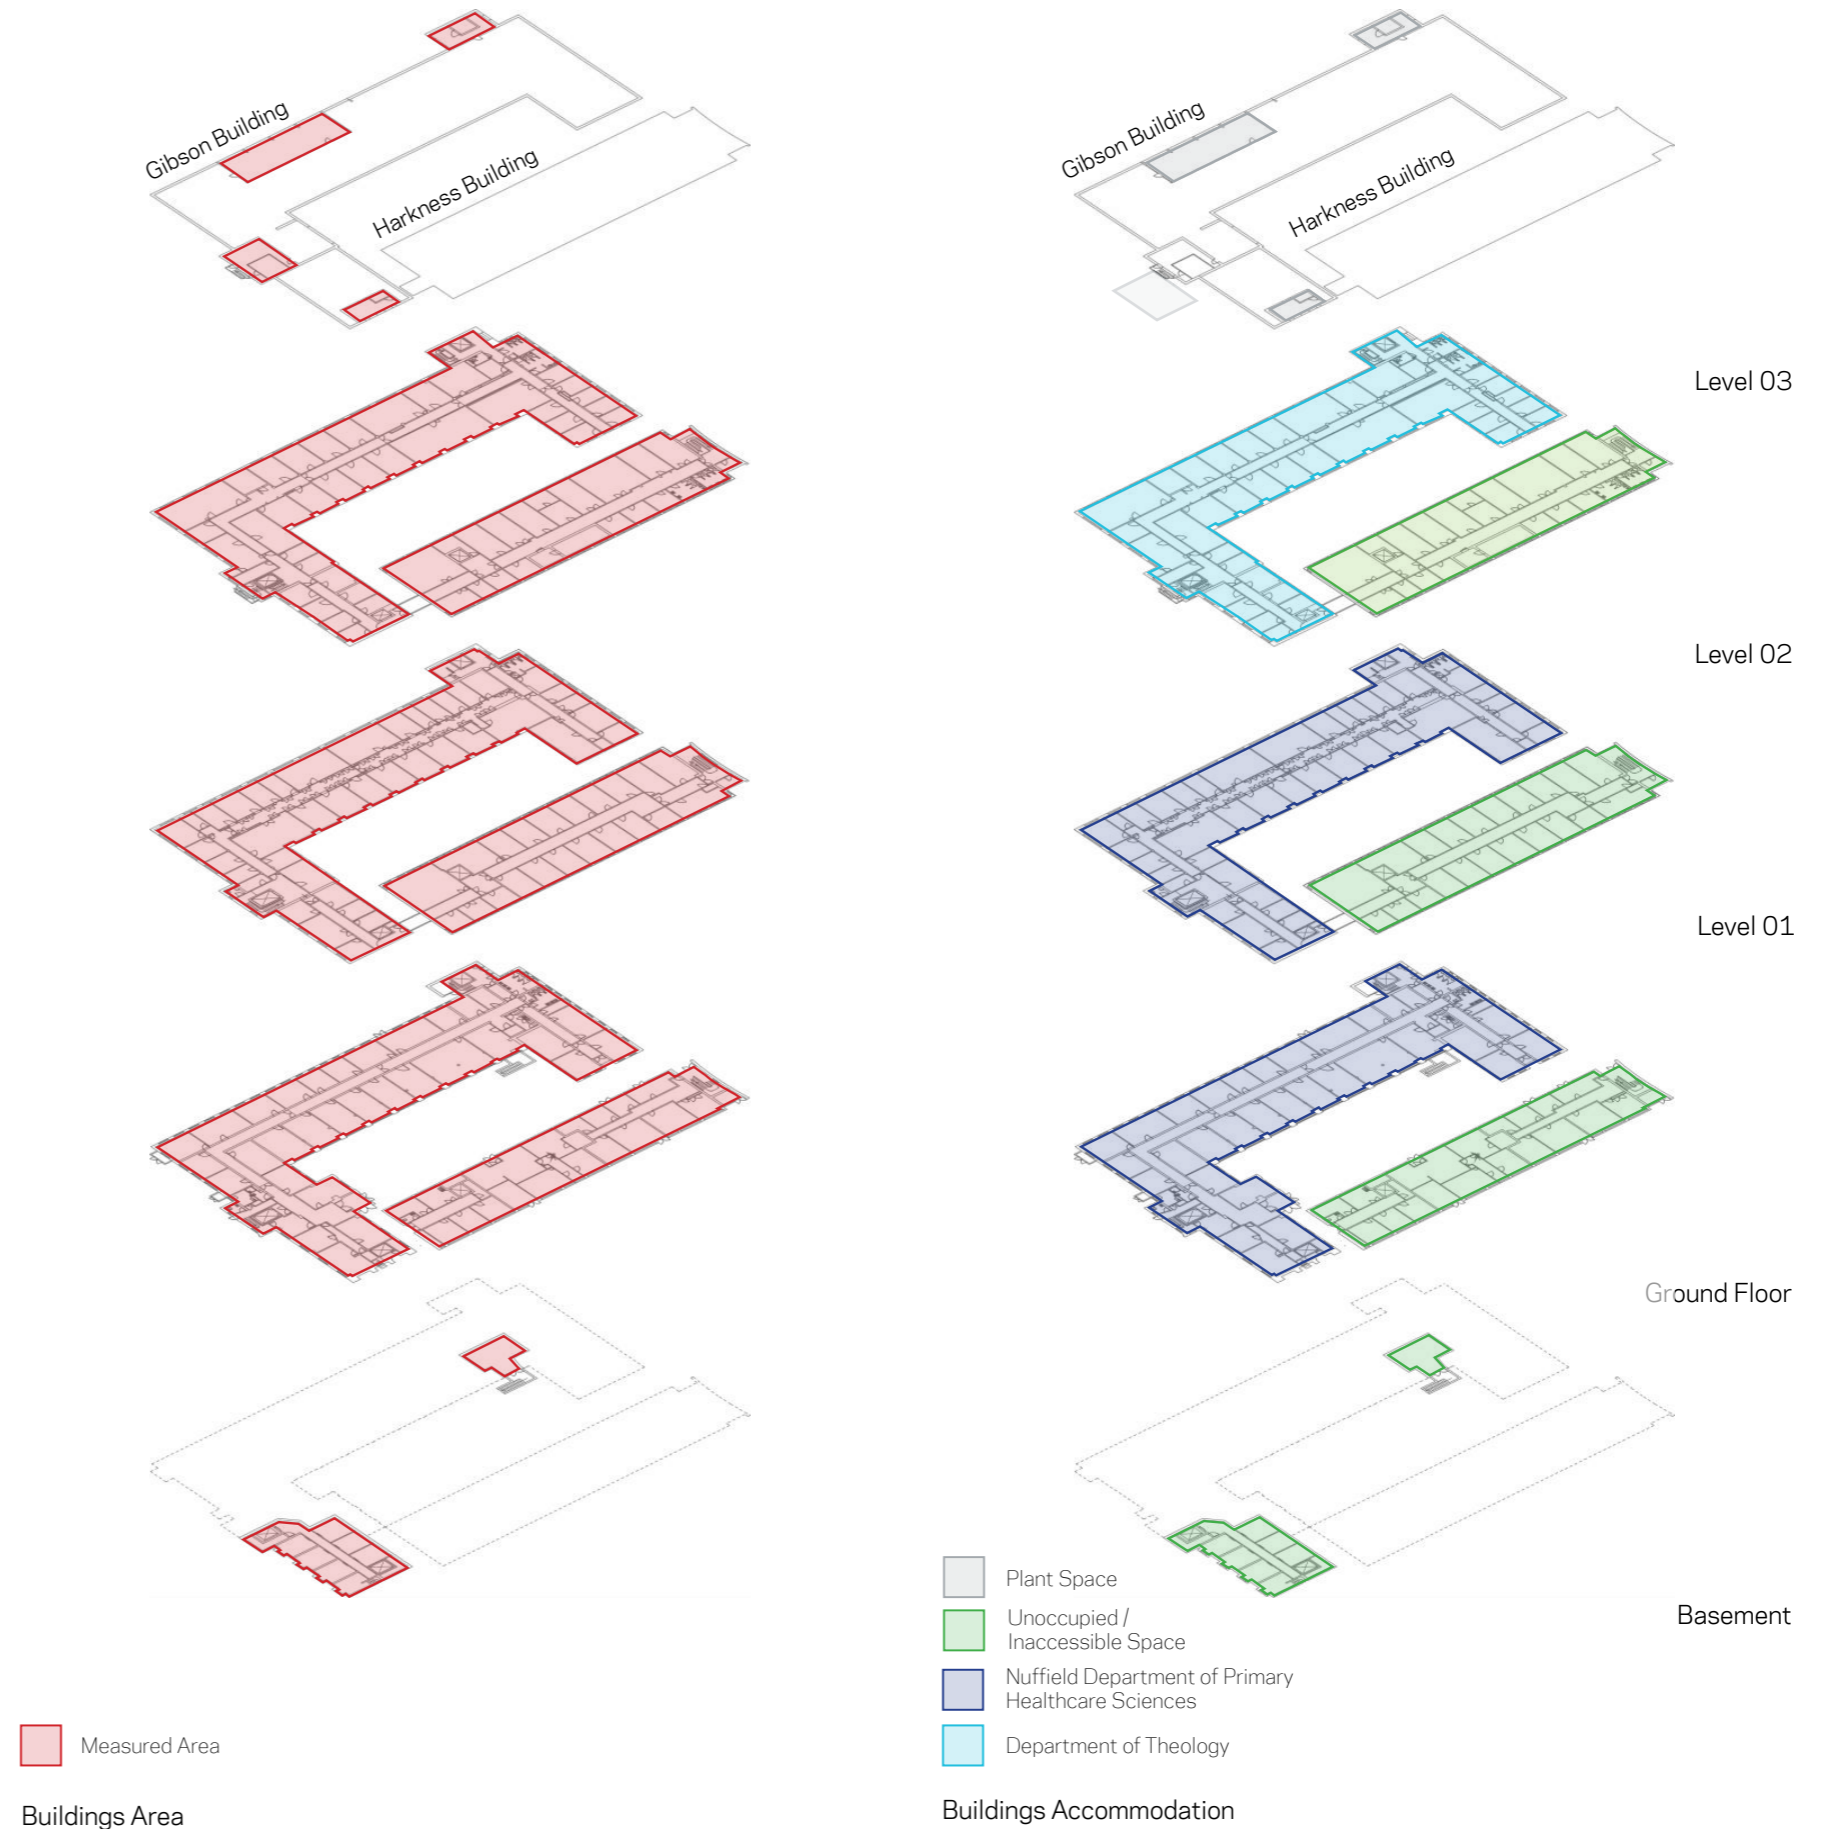 Gibson Building
Harkness Building
Gibson Building
Harkness Building
Level 03
Level 02
Level 01
Ground Floor
Basement
Plant Space
Unoccupied /
Inaccessible Space
Nuffield Department of Primary
Healthcare Sciences
Department of Theology
Measured Area
Buildings Area
Buildings Accommodation